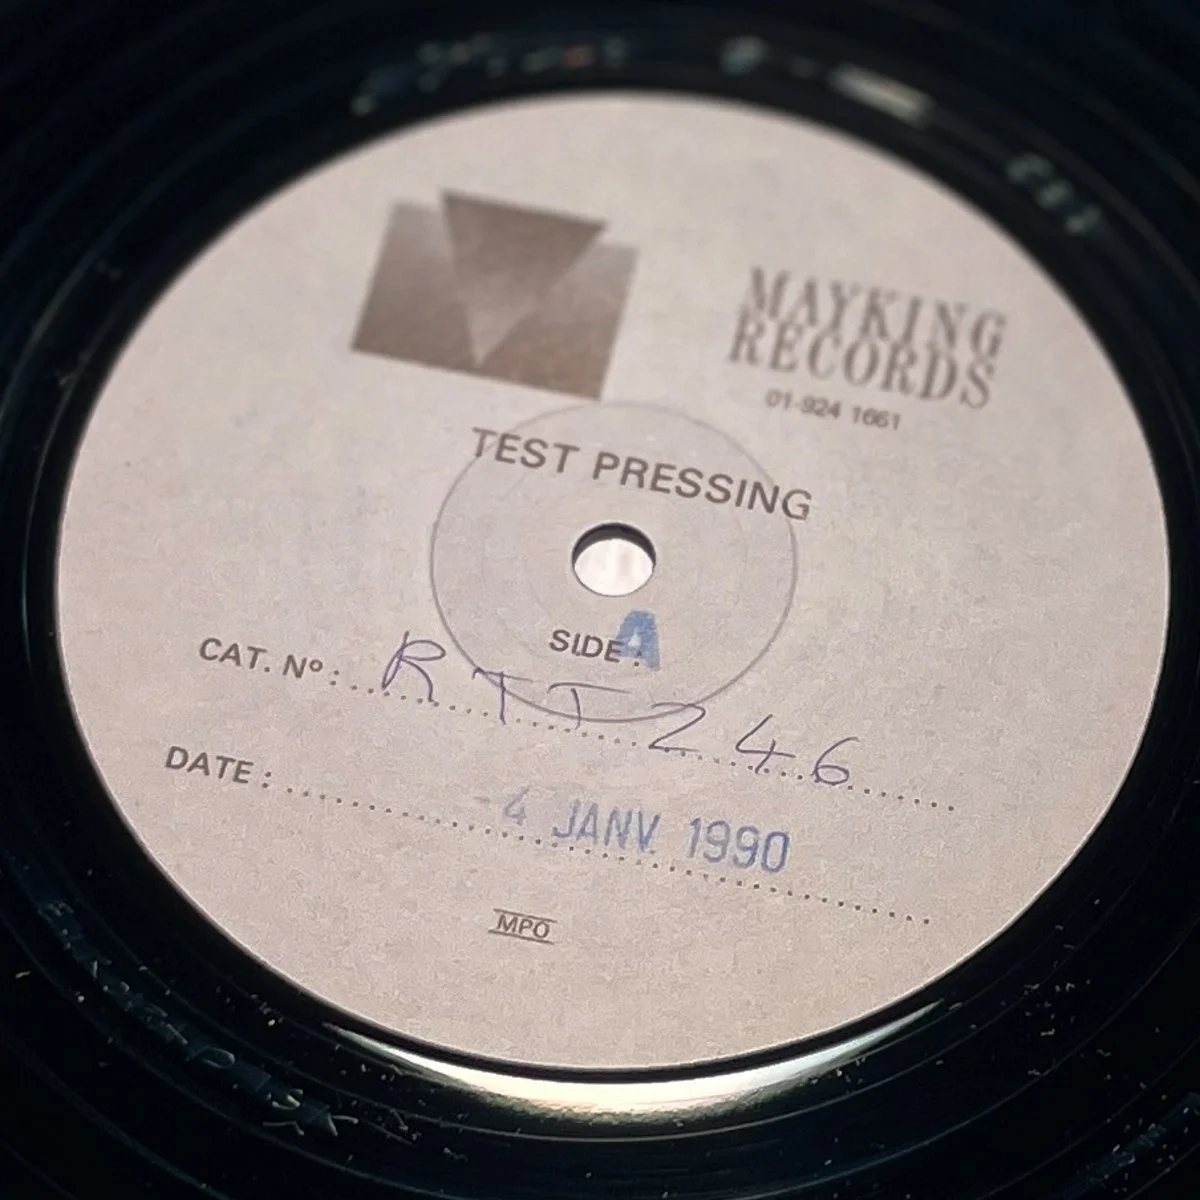 MAYKING
RECORDS
01-924 1661
TEST PRESSING
SIDE: A
CAT. Nº: RTT 246
DATE: 4 JANV. 1990
MPO